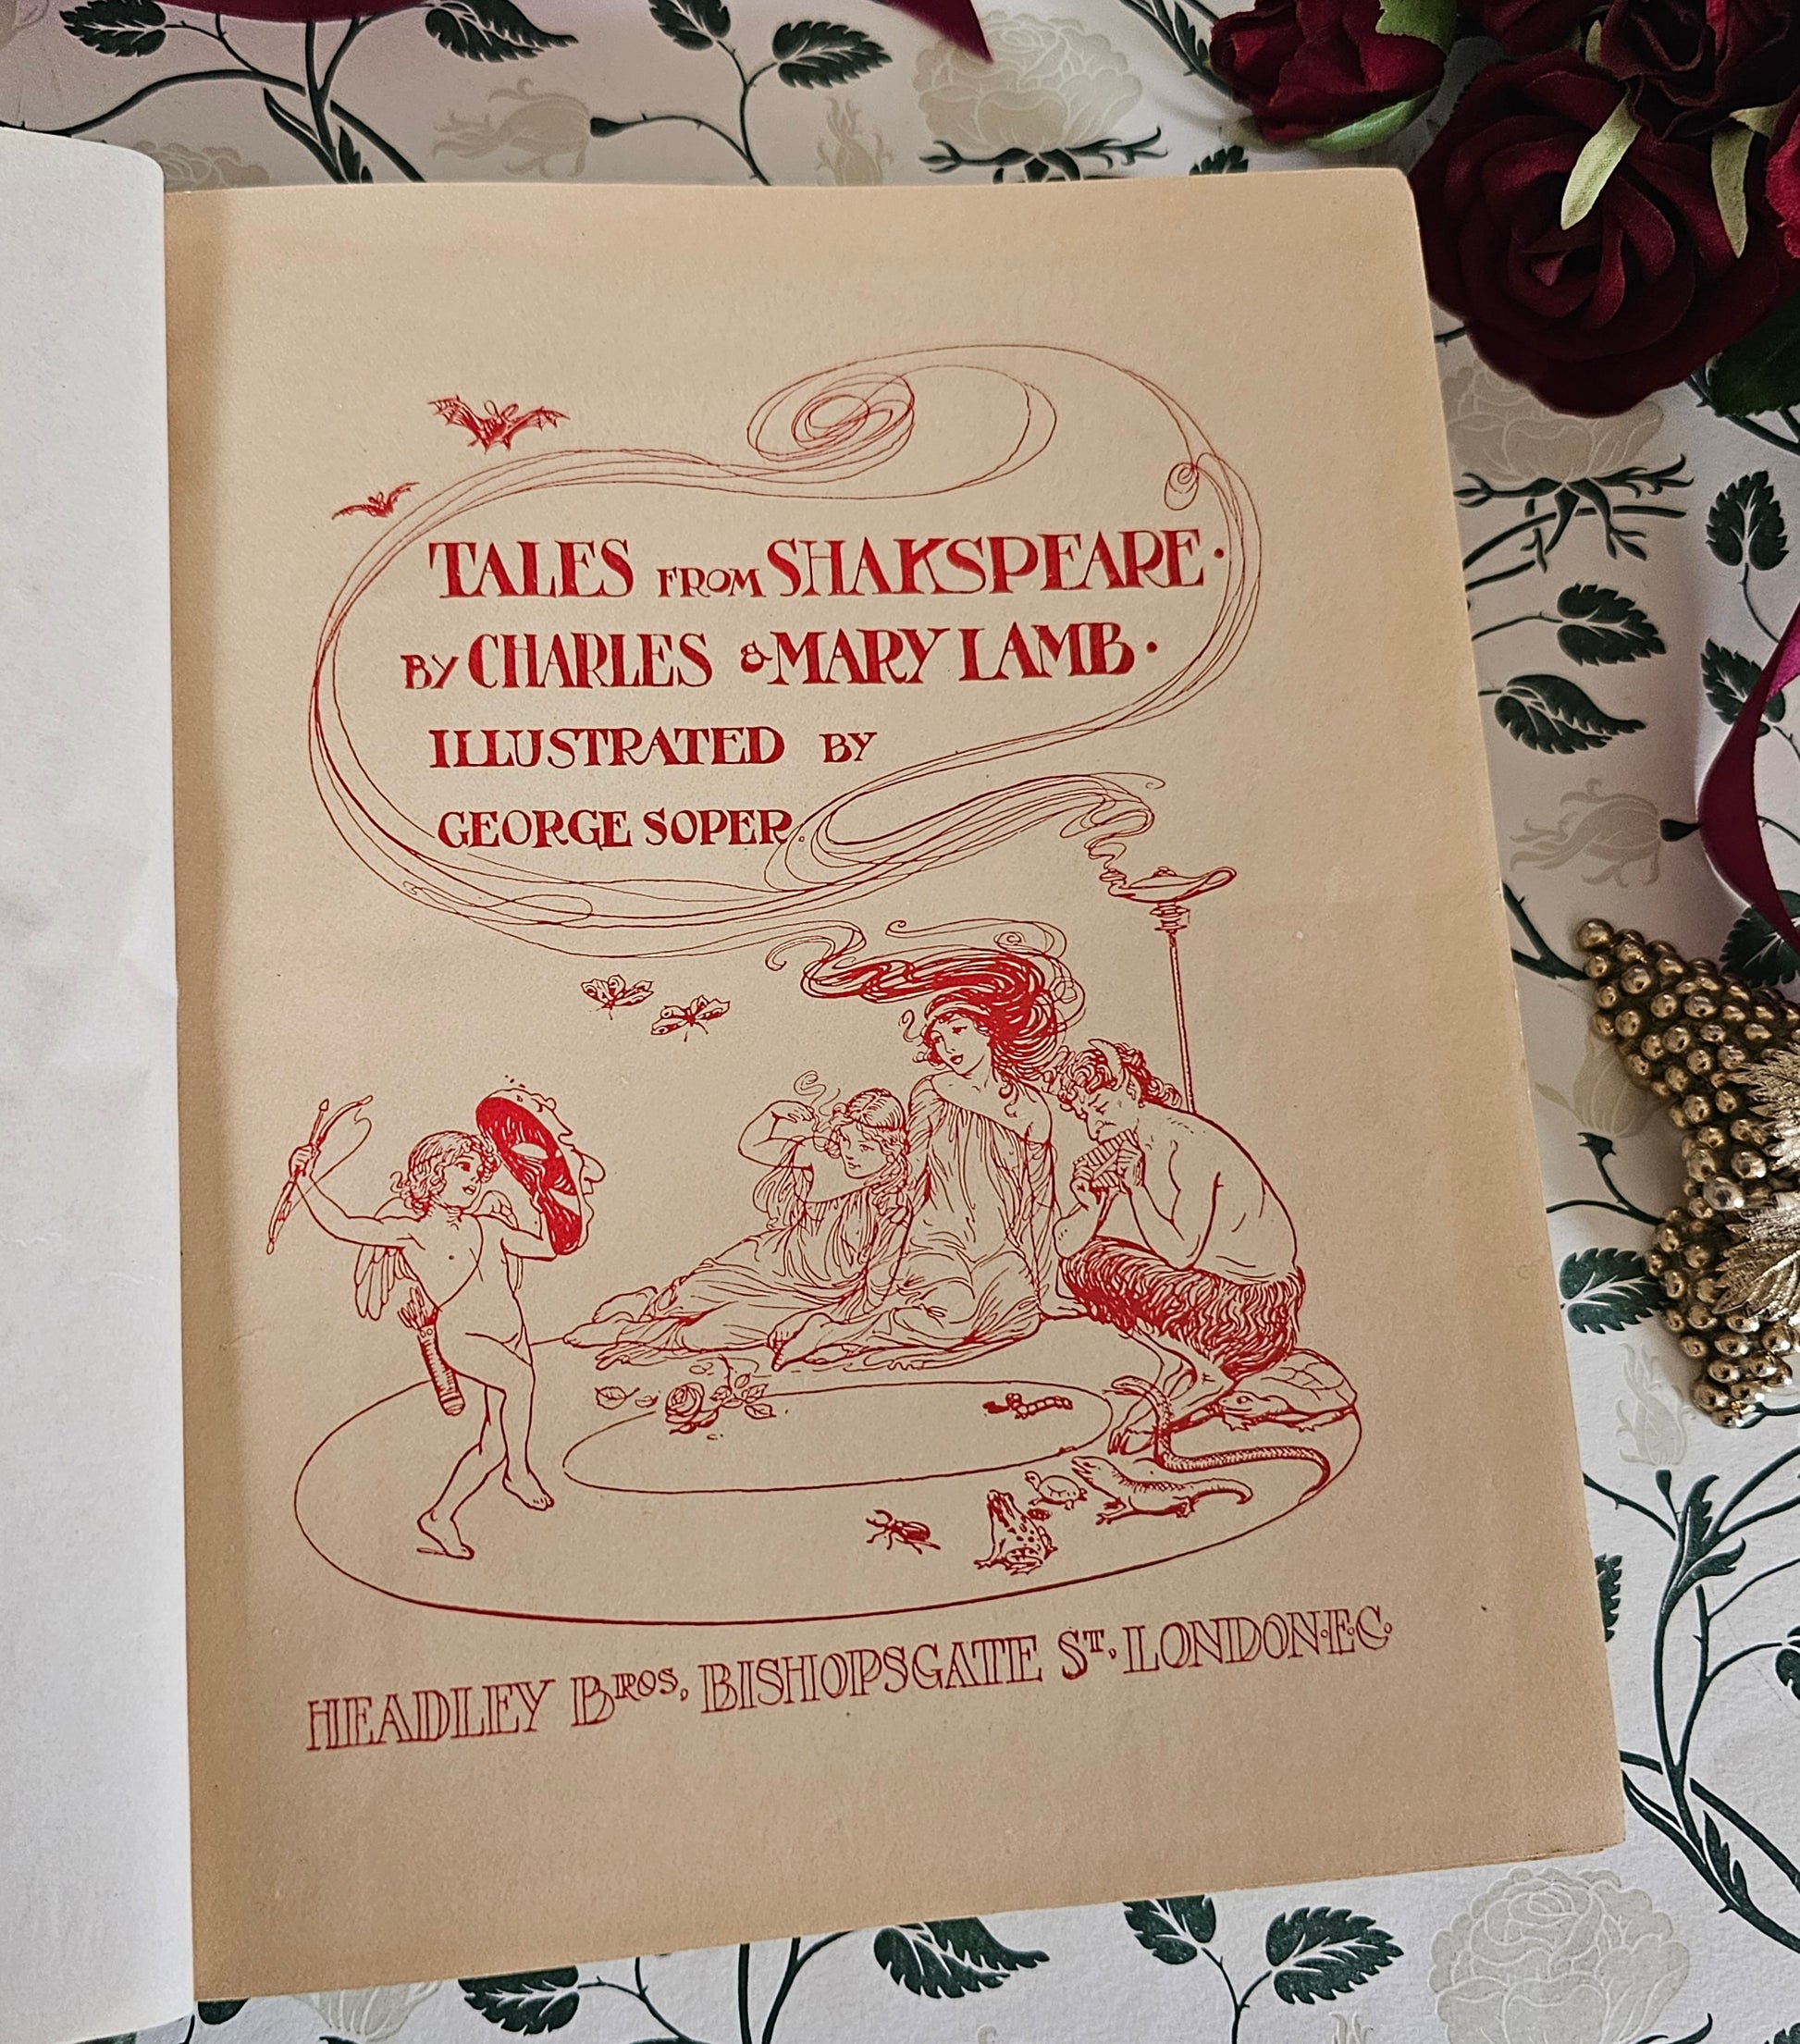 TALES FROM SHAKSPEARE·
BY CHARLES & MARY LAMB·
ILLUSTRATED BY
GEORGE SOPER.
HEADLEY BROS, BISHOPSGATE ST, LONDON·E·C·